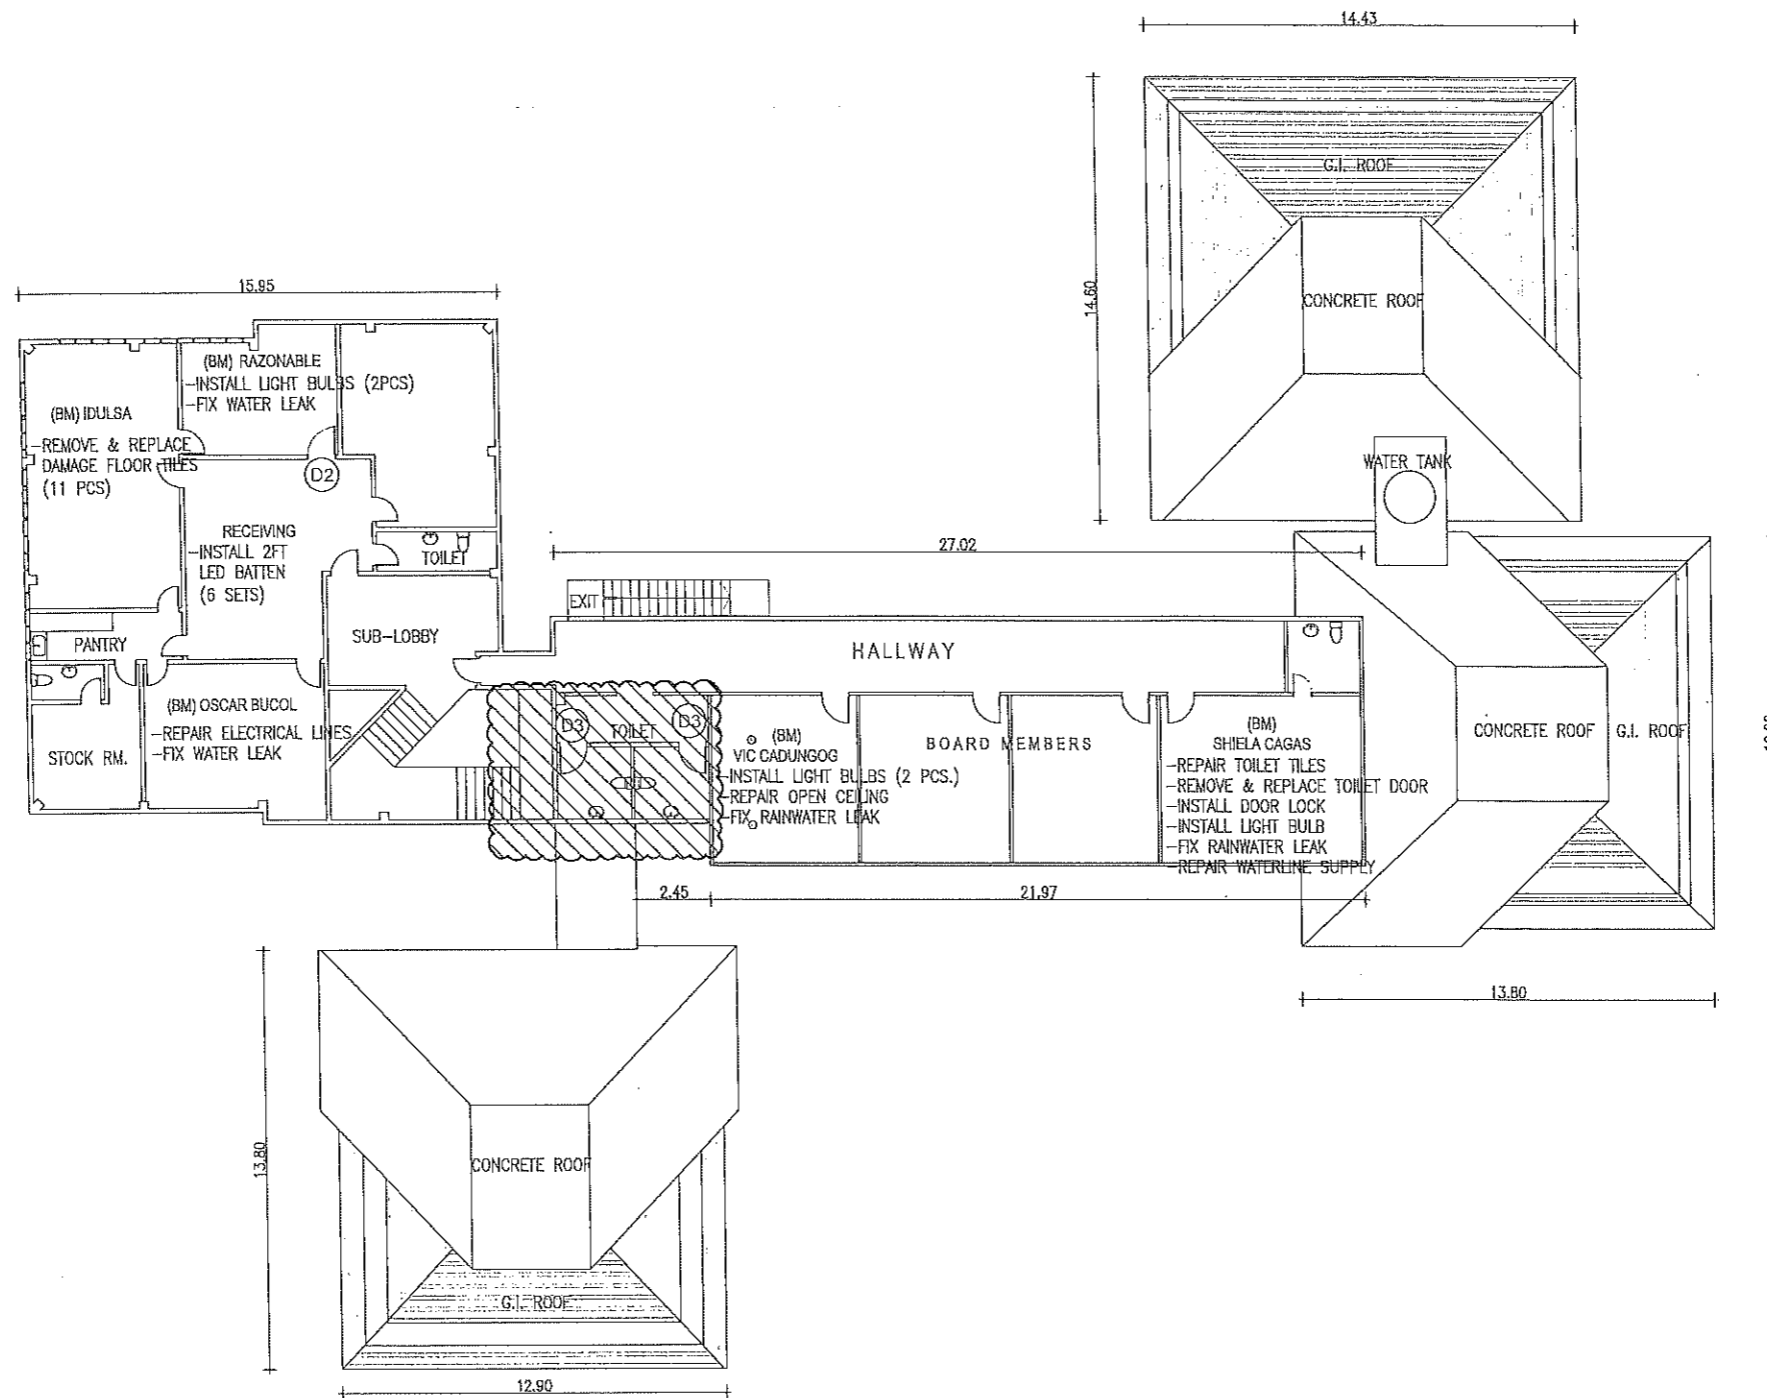 14.43
G.I. ROOF
14.60
CONCRETE ROOF
WATER TANK
15.95
(BM) RAZONABLE
-INSTALL LIGHT BULBS (2PCS)
-FIX WATER LEAK
(BM) IDULSA
-REMOVE & REPLACE
DAMAGE FLOOR TILES
(11 PCS)
D2
RECEIVING
-INSTALL 2FT
LED BATTEN
(6 SETS)
TOILET
27.02
EXIT
SUB-LOBBY
HALLWAY
PANTRY
(BM) OSCAR BUCOL
-REPAIR ELECTRICAL LINES
-FIX WATER LEAK
STOCK RM.
D3
TOILET
D3
(BM)
VIC CADUNGOG
-INSTALL LIGHT BULBS (2 PCS.)
-REPAIR OPEN CEILING
-FIX RAINWATER LEAK
BOARD MEMBERS
(BM)
SHIELA CAGAS
-REPAIR TOILET TILES
-REMOVE & REPLACE TOILET DOOR
-INSTALL DOOR LOCK
-INSTALL LIGHT BULB
-FIX RAINWATER LEAK
-REPAIR WATERLINE SUPPLY
CONCRETE ROOF
G.I. ROOF
2.45
21.97
13.80
13.80
CONCRETE ROOF
G.I. ROOF
12.90